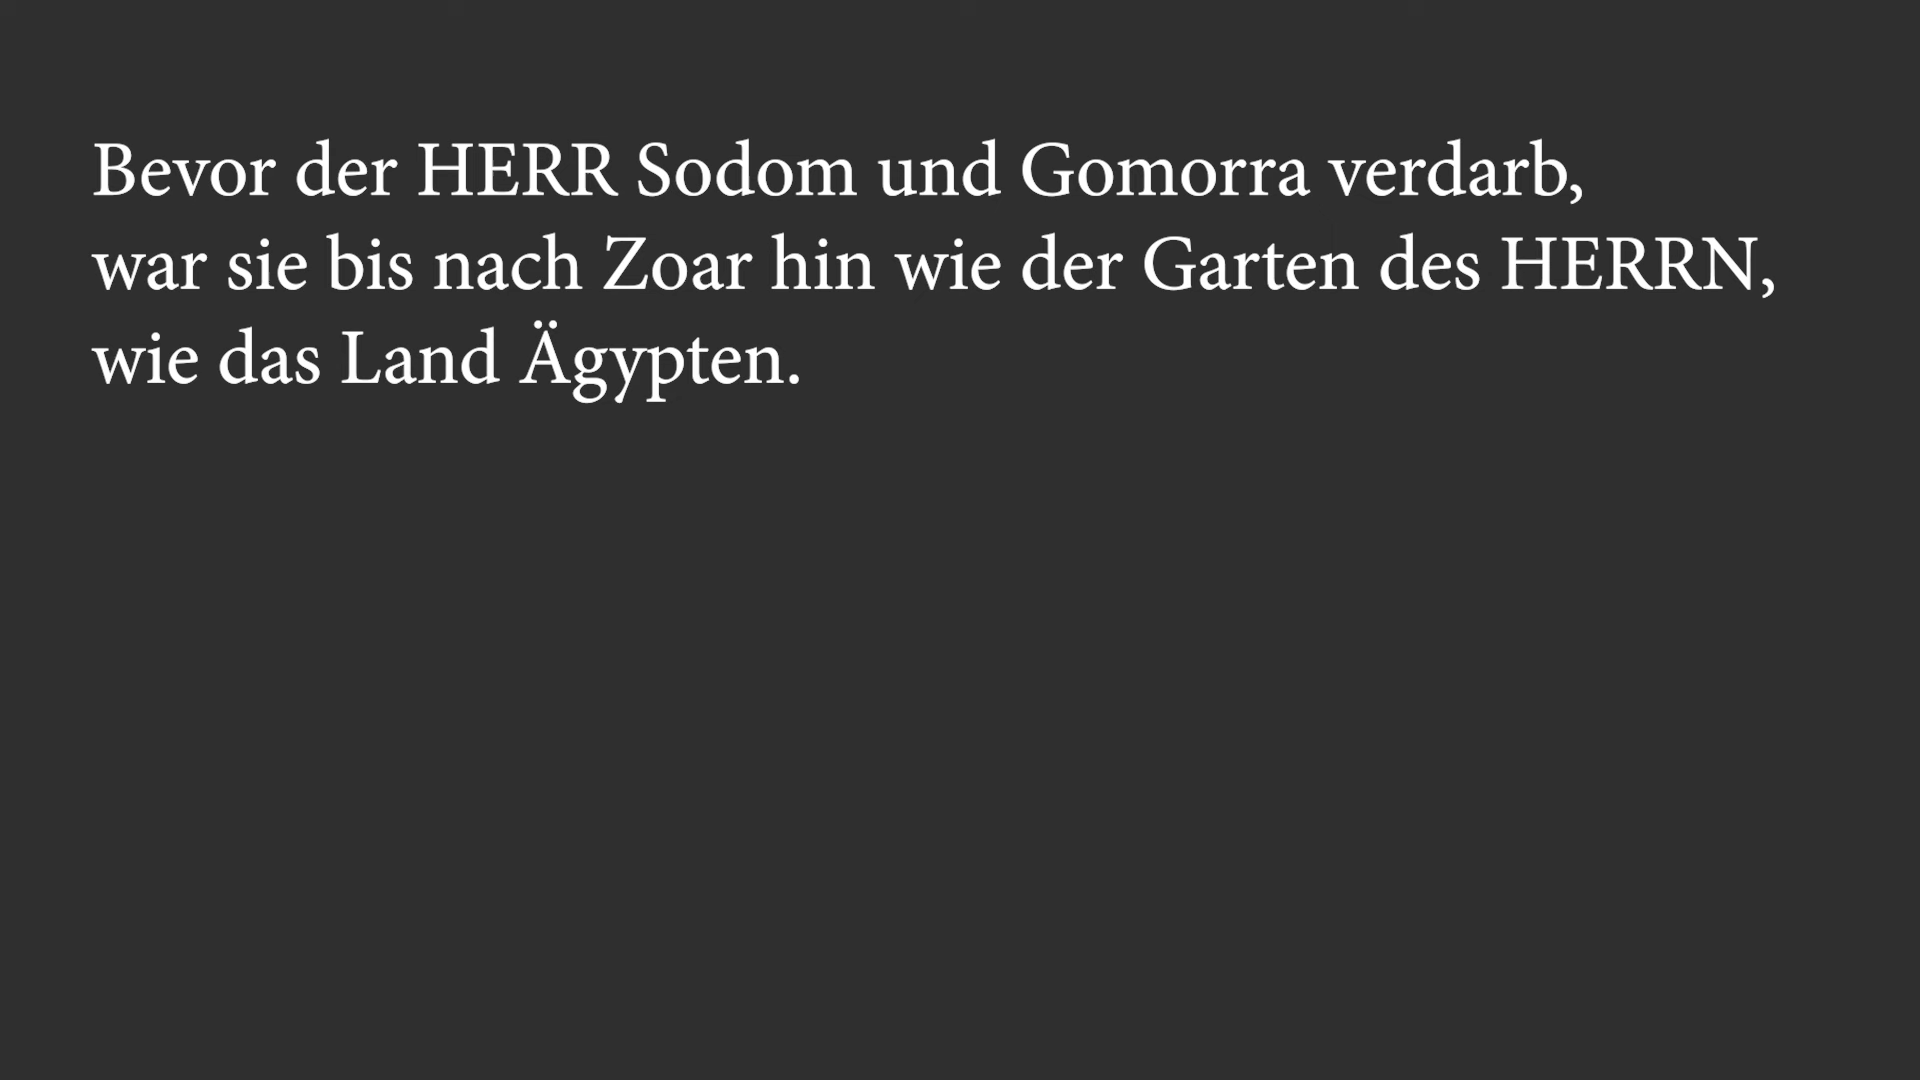 Bevor der HERR Sodom und Gomorra verdarb,
war sie bis nach Zoar hin wie der Garten des HERRN,
wie das Land Ägypten.